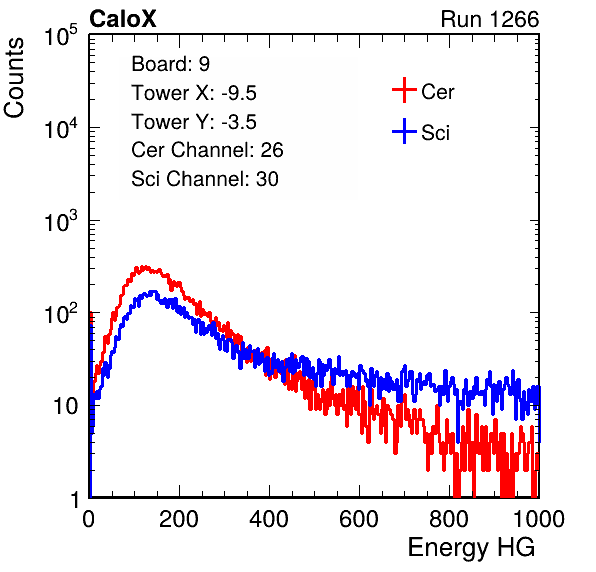 CaloX Run 1266
Counts
Board: 9
Tower X: -9.5
Tower Y: -3.5
Cer Channel: 26
Sci Channel: 30
Cer
Sci
10^5
10^4
10^3
10^2
10
1
0 200 400 600 800 1000
Energy HG